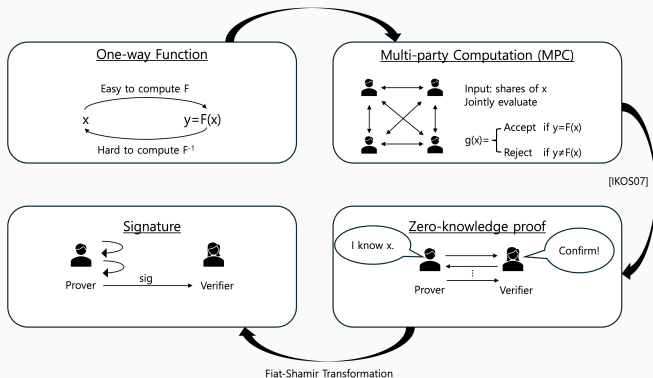 One-way Function
Easy to compute F
x
y=F(x)
Hard to compute F⁻¹
Multi-party Computation (MPC)
Input: shares of x
Jointly evaluate
g(x)=
Accept if y=F(x)
Reject if y≠F(x)
[IKOS07]
Signature
sig
Prover
Verifier
Zero-knowledge proof
I know x.
Confirm!
⋮
Prover
Verifier
Fiat-Shamir Transformation